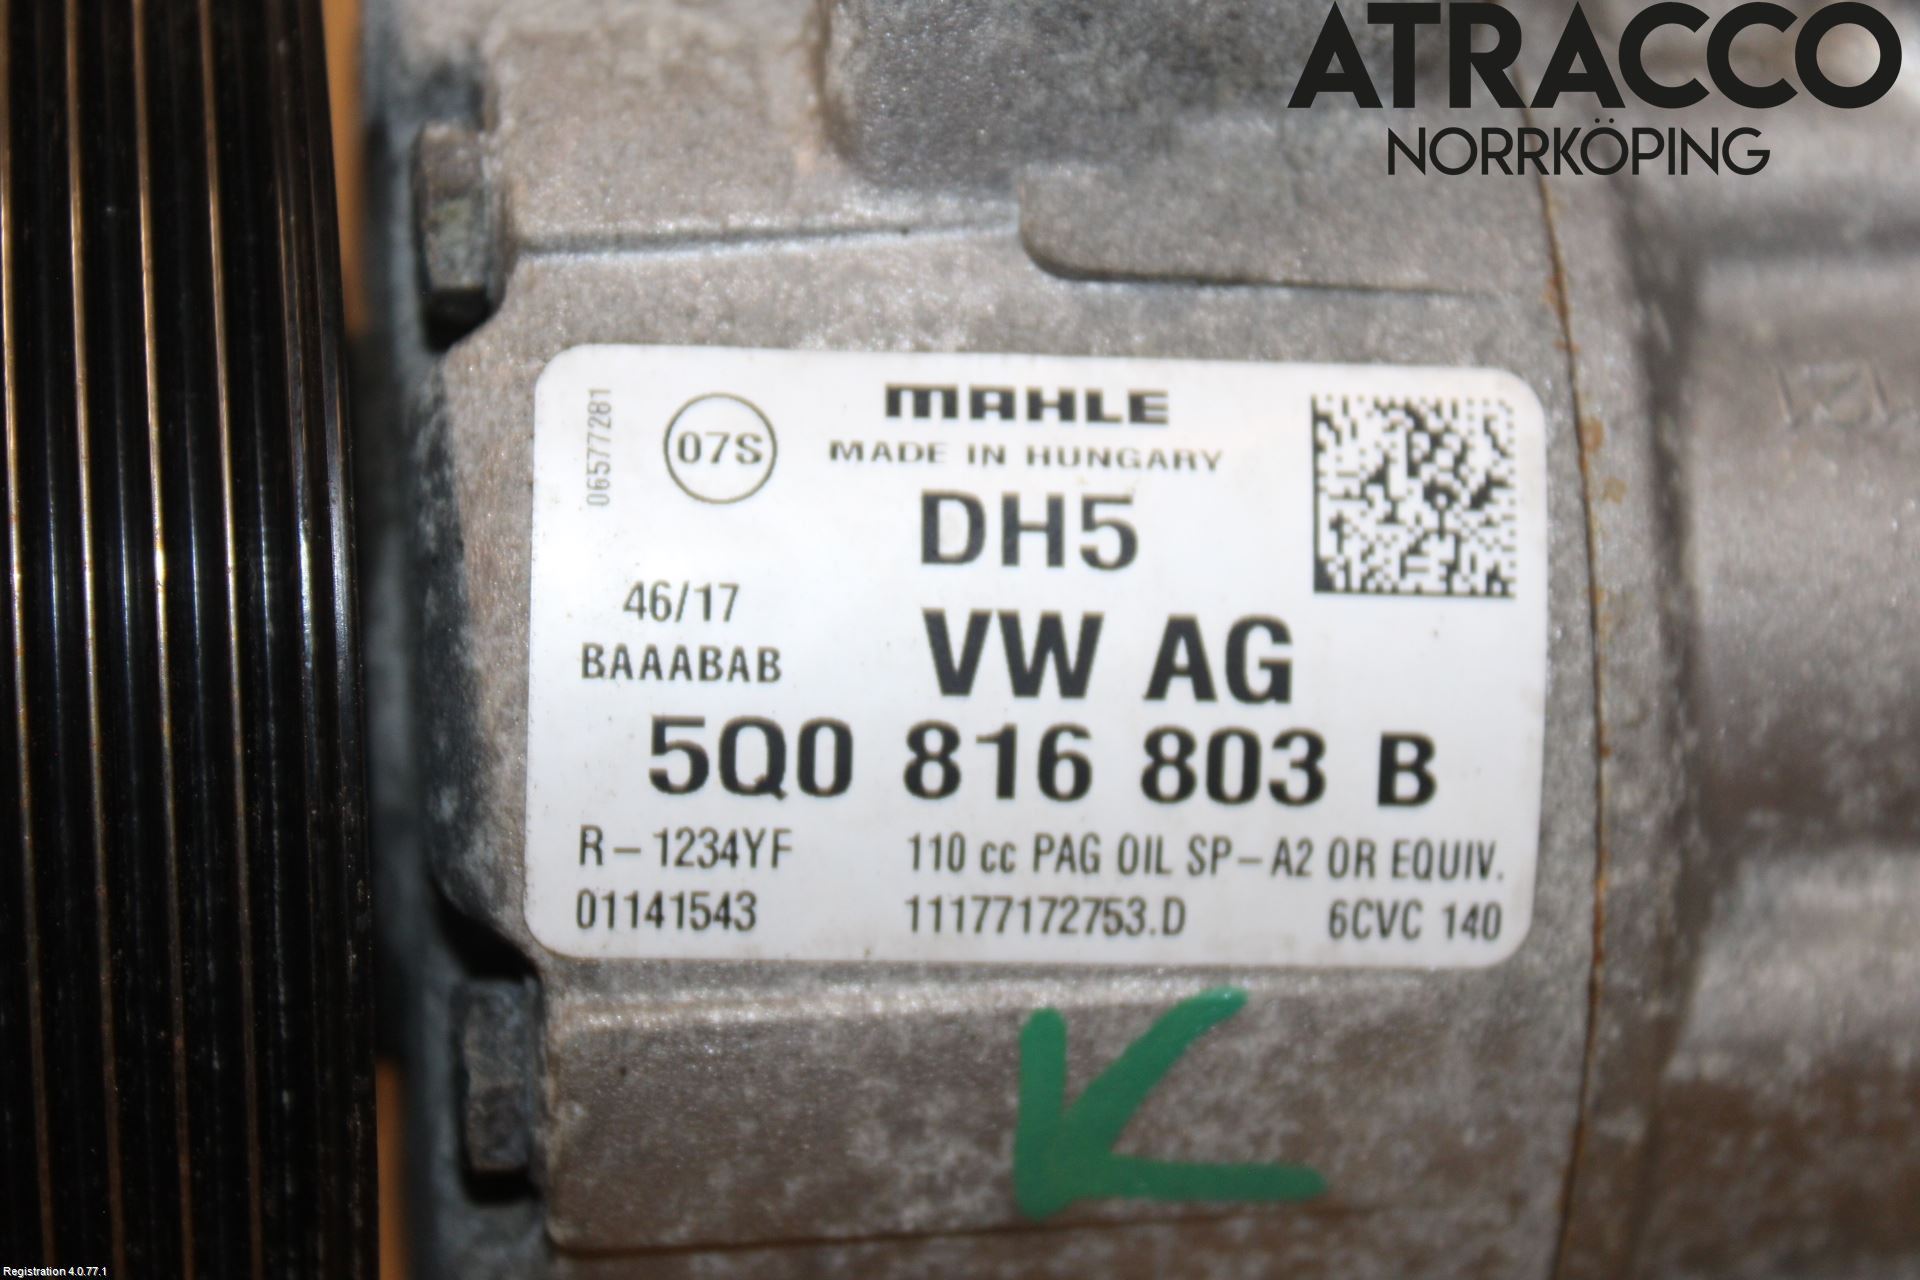 ATRACCO
NORRKÖPING
06577281
07S
MAHLE
MADE IN HUNGARY
DH5
46/17
BAAABAB
VW AG
5Q0 816 803 B
R-1234YF 110 cc PAG OIL SP-A2 OR EQUIV.
01141543 11177172753.D 6CVC 140
Registration 4.0.77.1